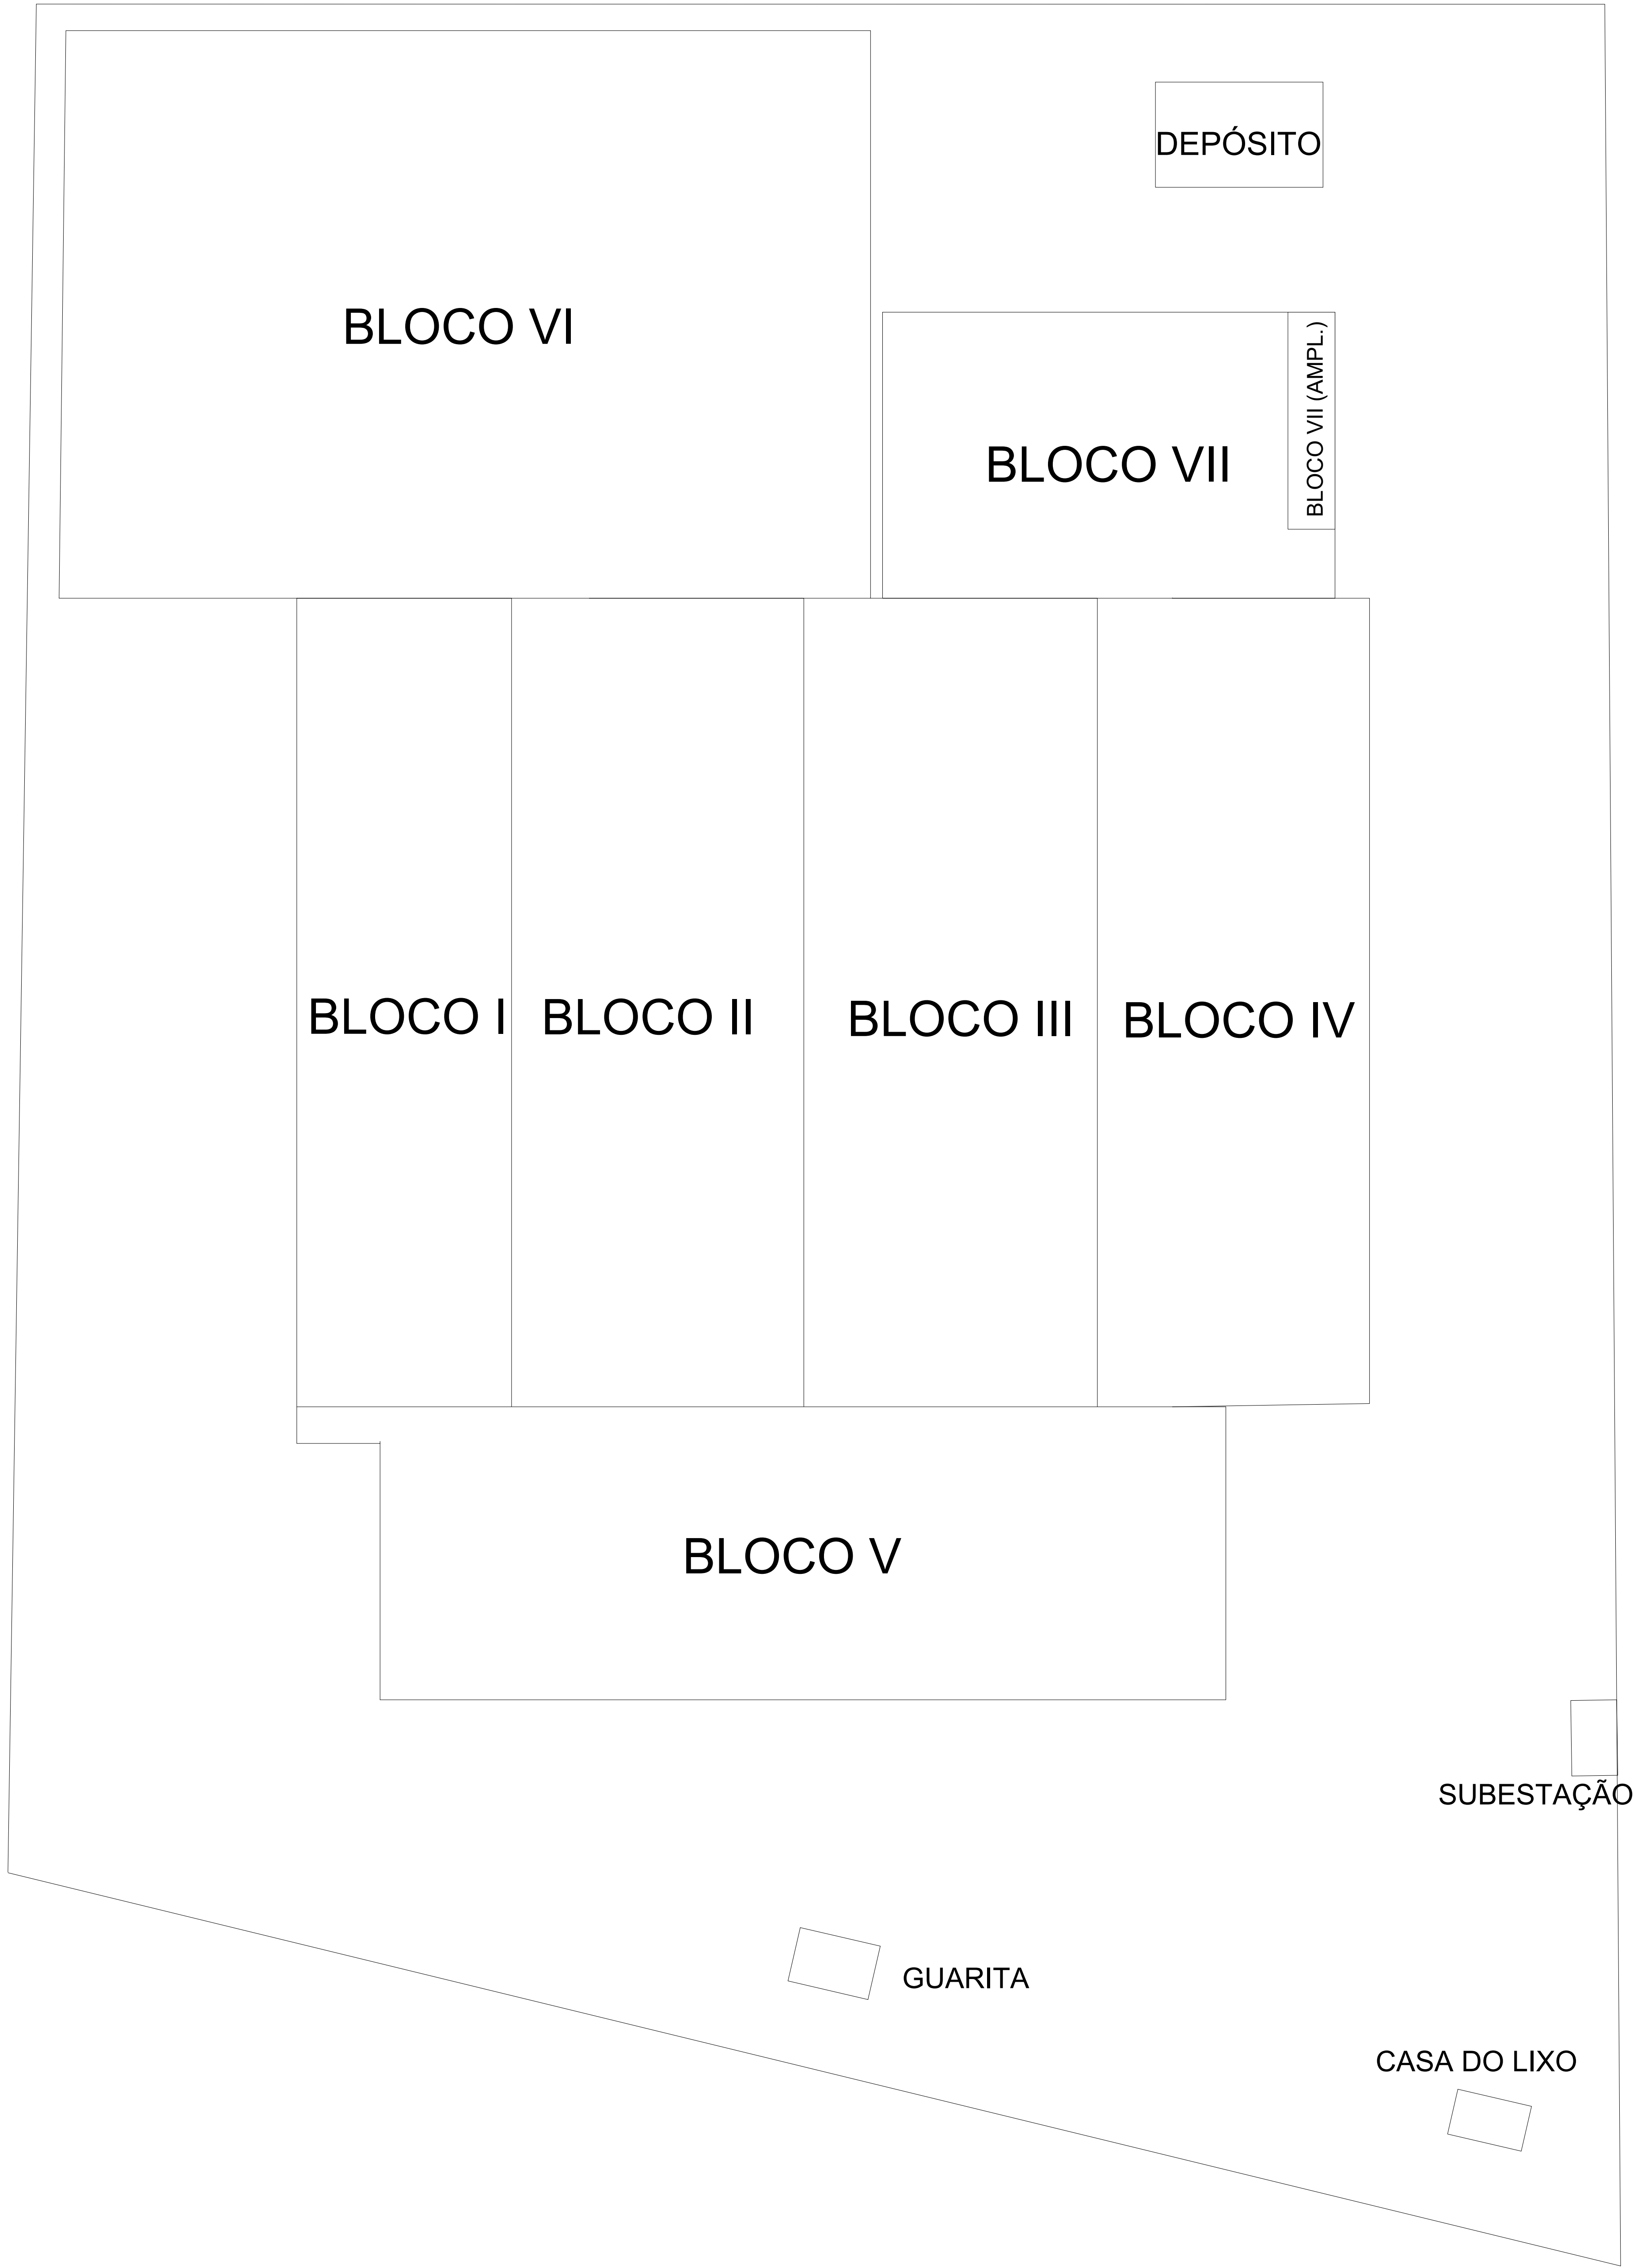 DEPÓSITO
BLOCO VI
BLOCO VII
BLOCO VII (AMPL.)
BLOCO I
BLOCO II
BLOCO III
BLOCO IV
BLOCO V
SUBESTAÇÃO
GUARITA
CASA DO LIXO